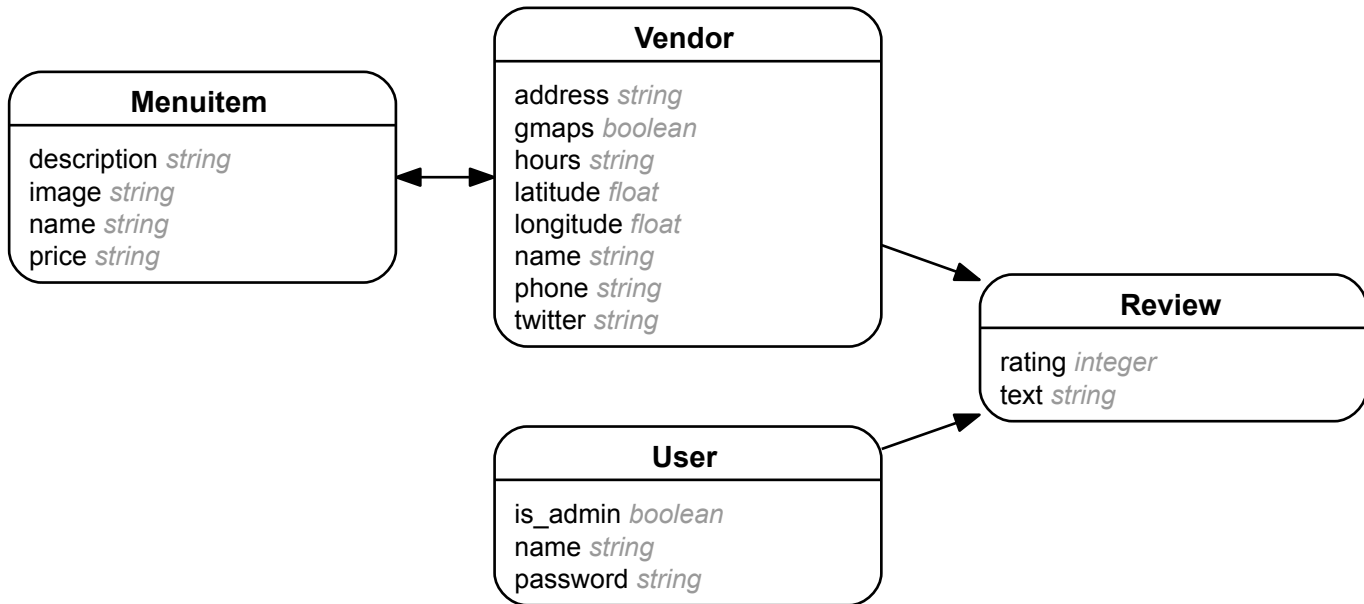 Menuitem
description string
image string
name string
price string
Vendor
address string
gmaps boolean
hours string
latitude float
longitude float
name string
phone string
twitter string
Review
rating integer
text string
User
is_admin boolean
name string
password string